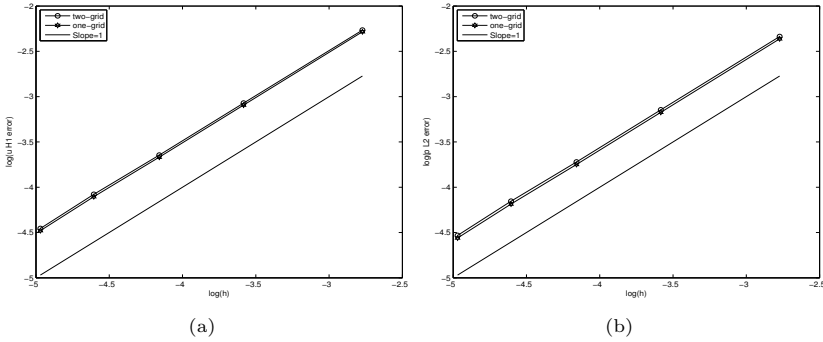 two-grid
one-grid
Slope=1
−2
−2.5
−3
−3.5
−4
−4.5
−5
log(u H1 error)
−5 −4.5 −4 −3.5 −3 −2.5
log(h)
(a)
two-grid
one-grid
Slope=1
−2
−2.5
−3
−3.5
−4
−4.5
−5
log(p L2 error)
−5 −4.5 −4 −3.5 −3 −2.5
log(h)
(b)